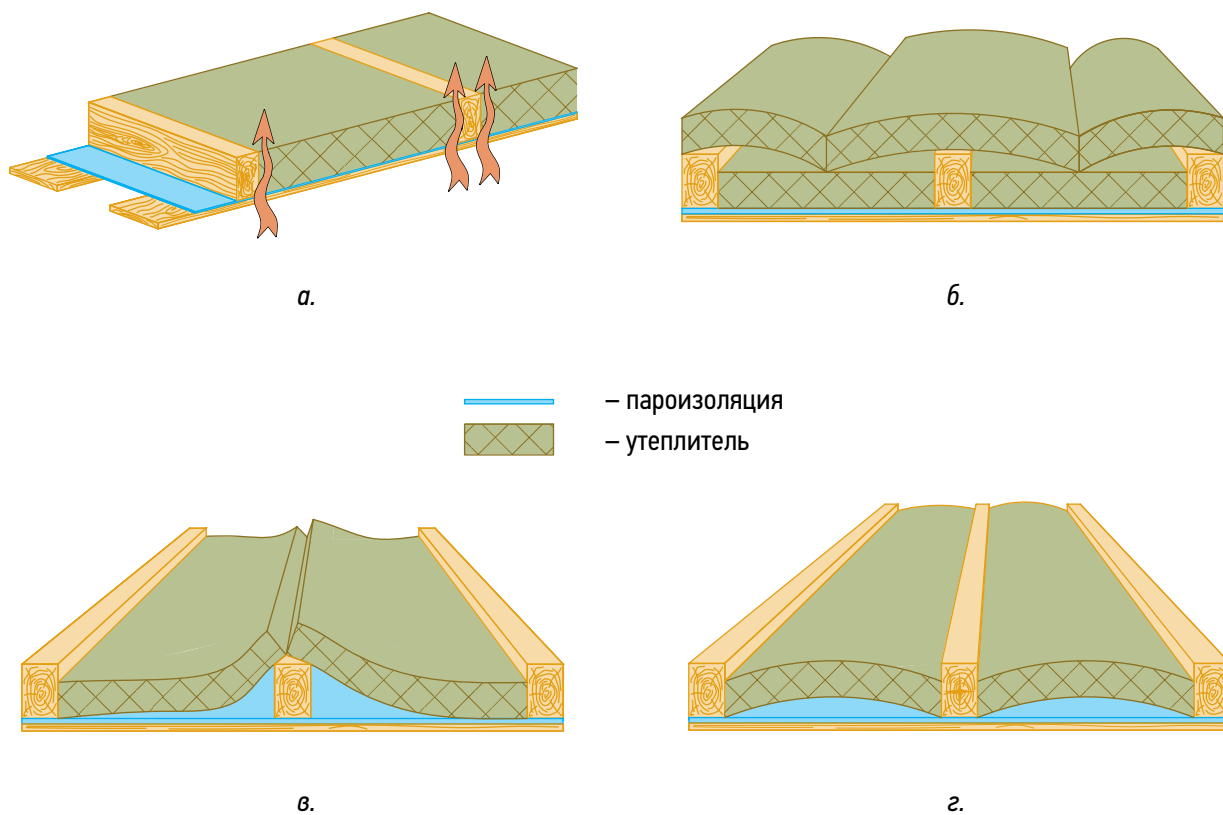 а.
б.
– пароизоляция
– утеплитель
в.
г.